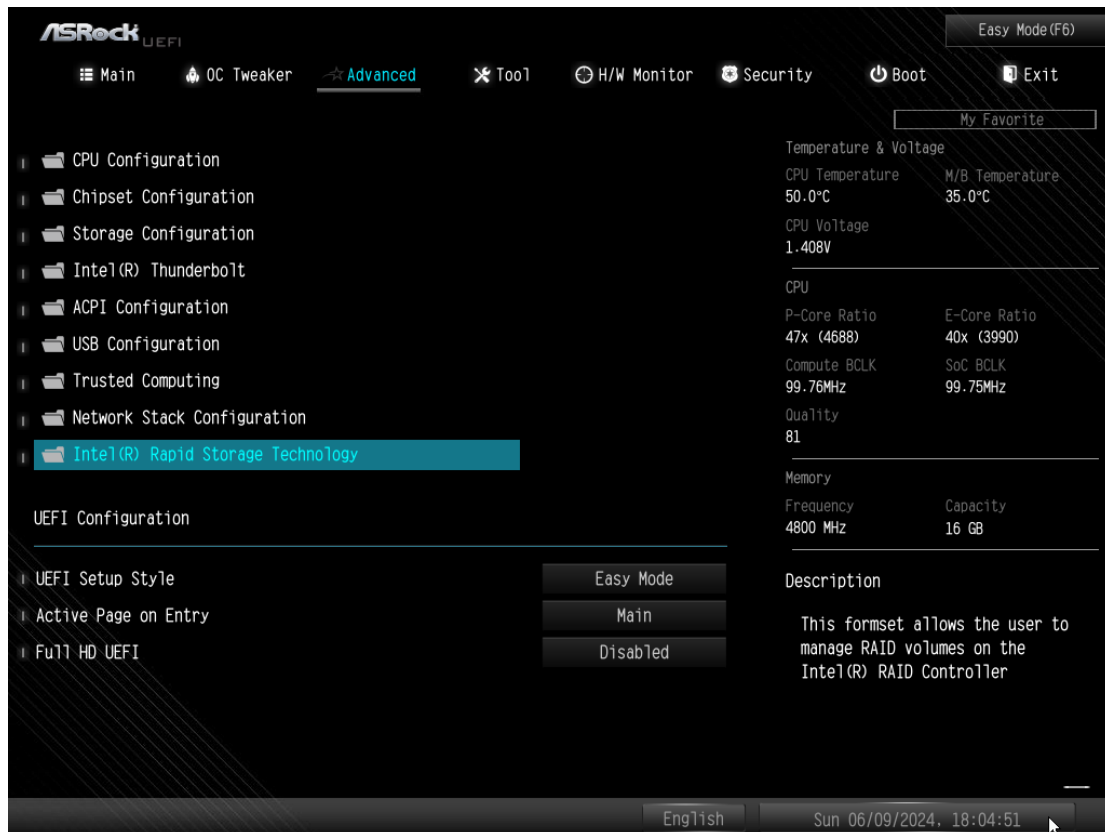 ASRock UEFI
Easy Mode(F6)
Main OC Tweaker Advanced Tool H/W Monitor Security Boot Exit
My Favorite
CPU Configuration
Chipset Configuration
Storage Configuration
Intel(R) Thunderbolt
ACPI Configuration
USB Configuration
Trusted Computing
Network Stack Configuration
Intel(R) Rapid Storage Technology
UEFI Configuration
UEFI Setup Style Easy Mode
Active Page on Entry Main
Full HD UEFI Disabled
Temperature & Voltage
CPU Temperature M/B Temperature
50.0°C 35.0°C
CPU Voltage
1.408V
CPU
P-Core Ratio E-Core Ratio
47x (4688) 40x (3990)
Compute BCLK SoC BCLK
99.76MHz 99.75MHz
Quality
81
Memory
Frequency Capacity
4800 MHz 16 GB
Description
This formset allows the user to
manage RAID volumes on the
Intel(R) RAID Controller
English
Sun 06/09/2024, 18:04:51